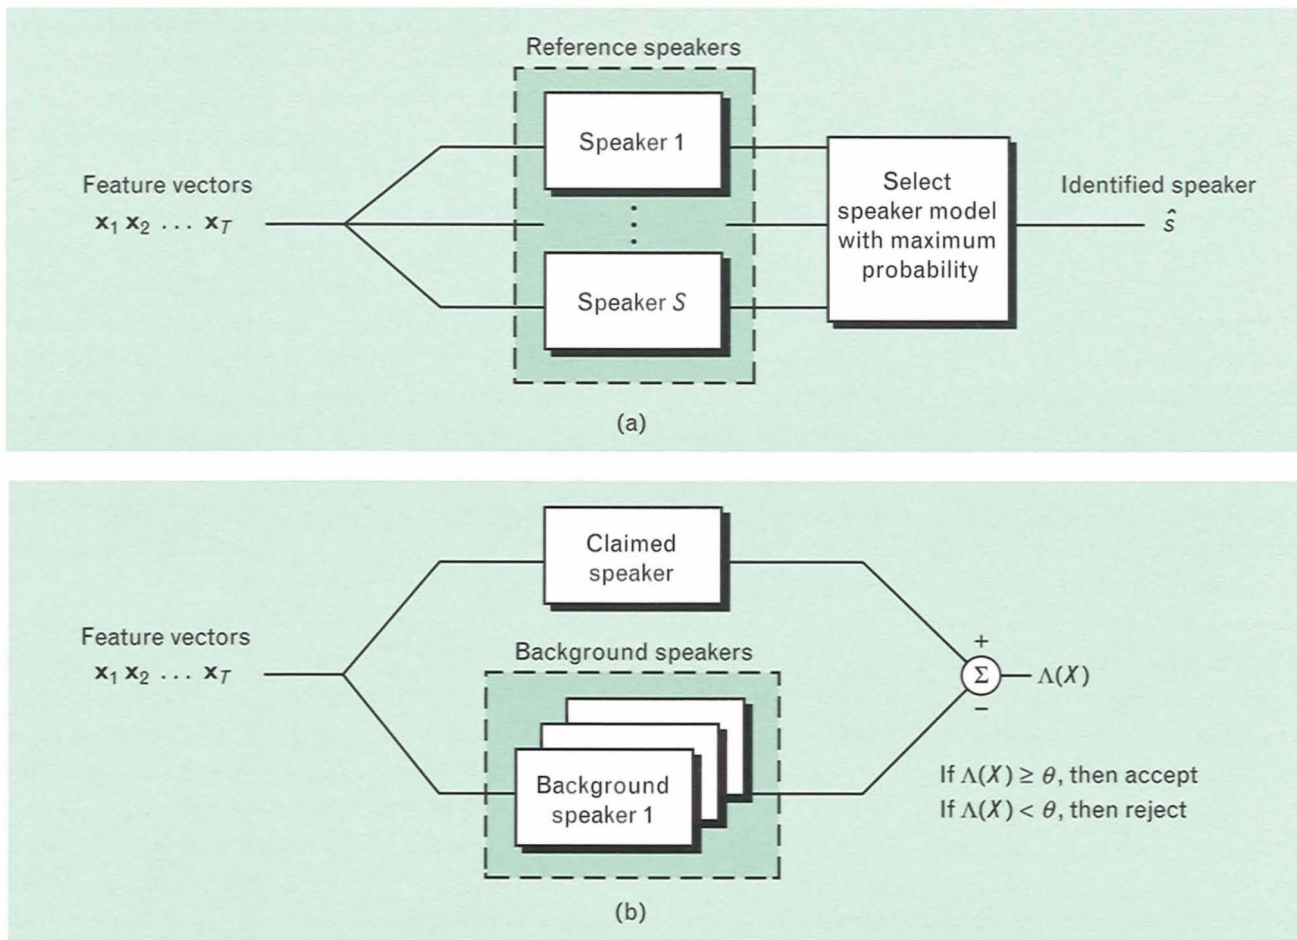 Reference speakers
Speaker 1
Feature vectors
x₁ x₂ ... x_T
⋮
Speaker S
Select
speaker model
with maximum
probability
Identified speaker
ŝ
(a)
Claimed
speaker
Feature vectors
x₁ x₂ ... x_T
Background speakers
Background
speaker 1
+
Σ
−
Λ(X)
If Λ(X) ≥ θ, then accept
If Λ(X) < θ, then reject
(b)